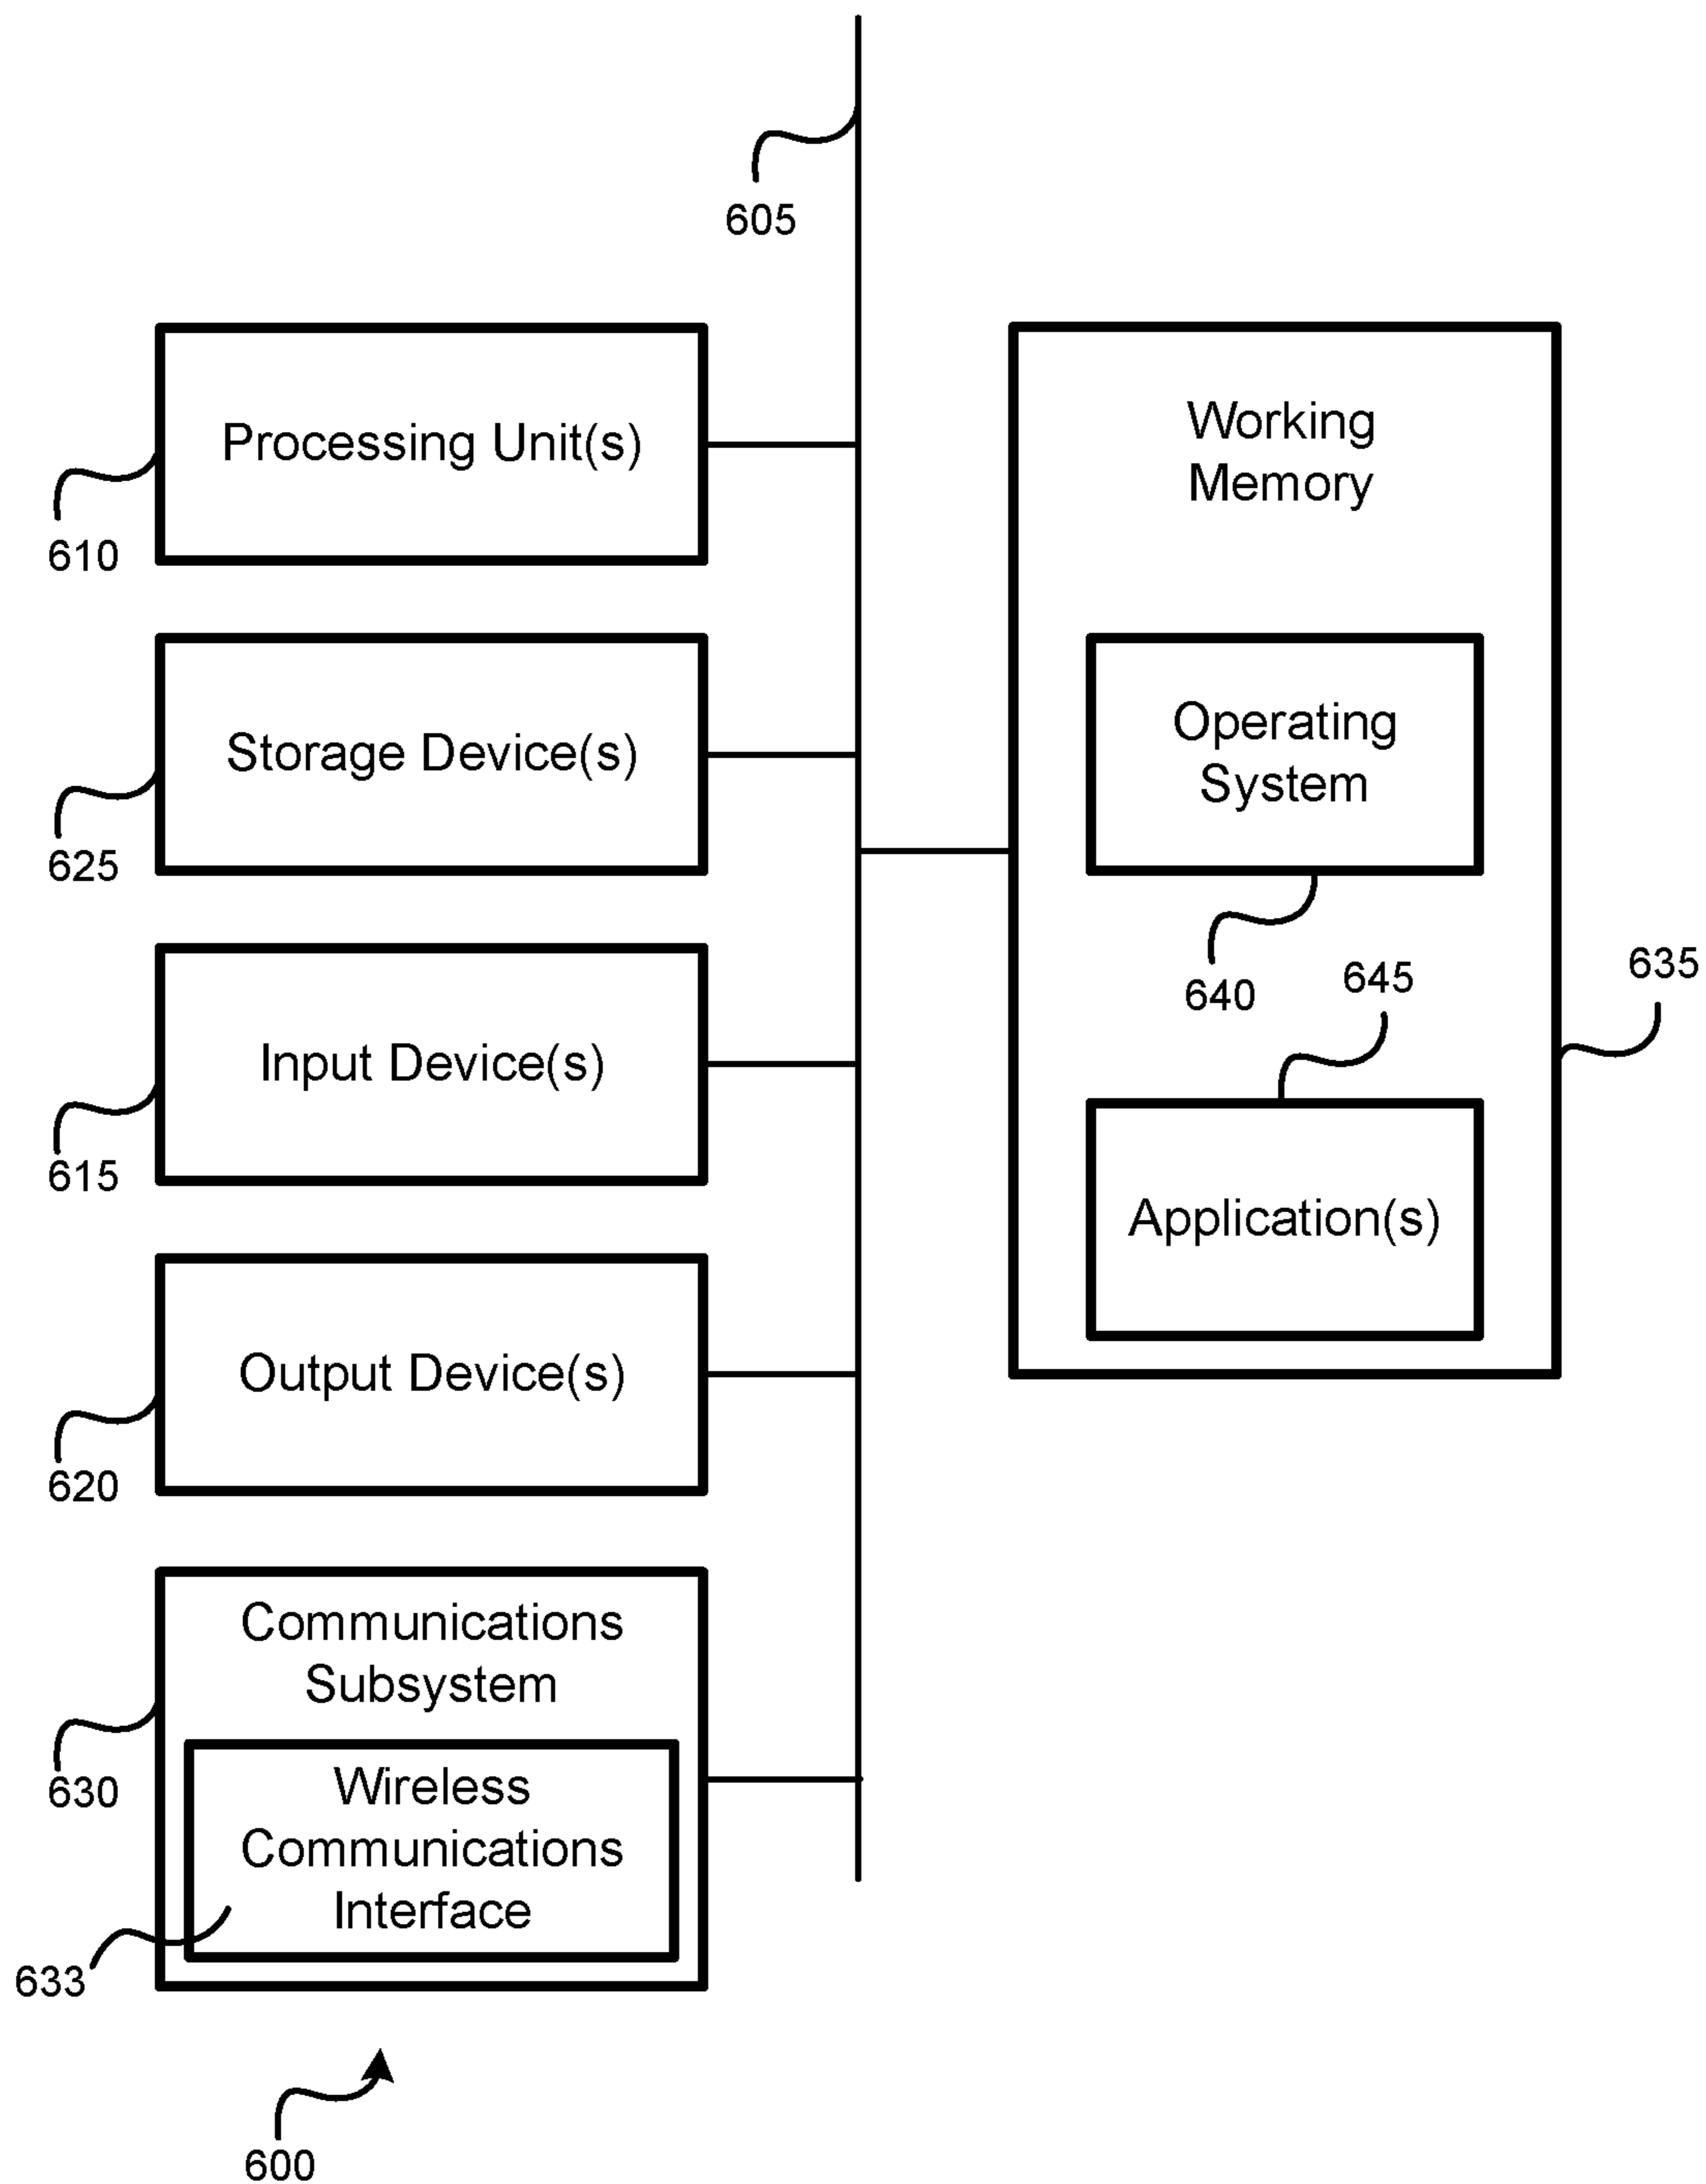 605
Processing Unit(s)
610
Storage Device(s)
625
Input Device(s)
615
Output Device(s)
620
Communications
Subsystem
630
Wireless
Communications
Interface
633
600
Working
Memory
Operating
System
640
645
635
Application(s)